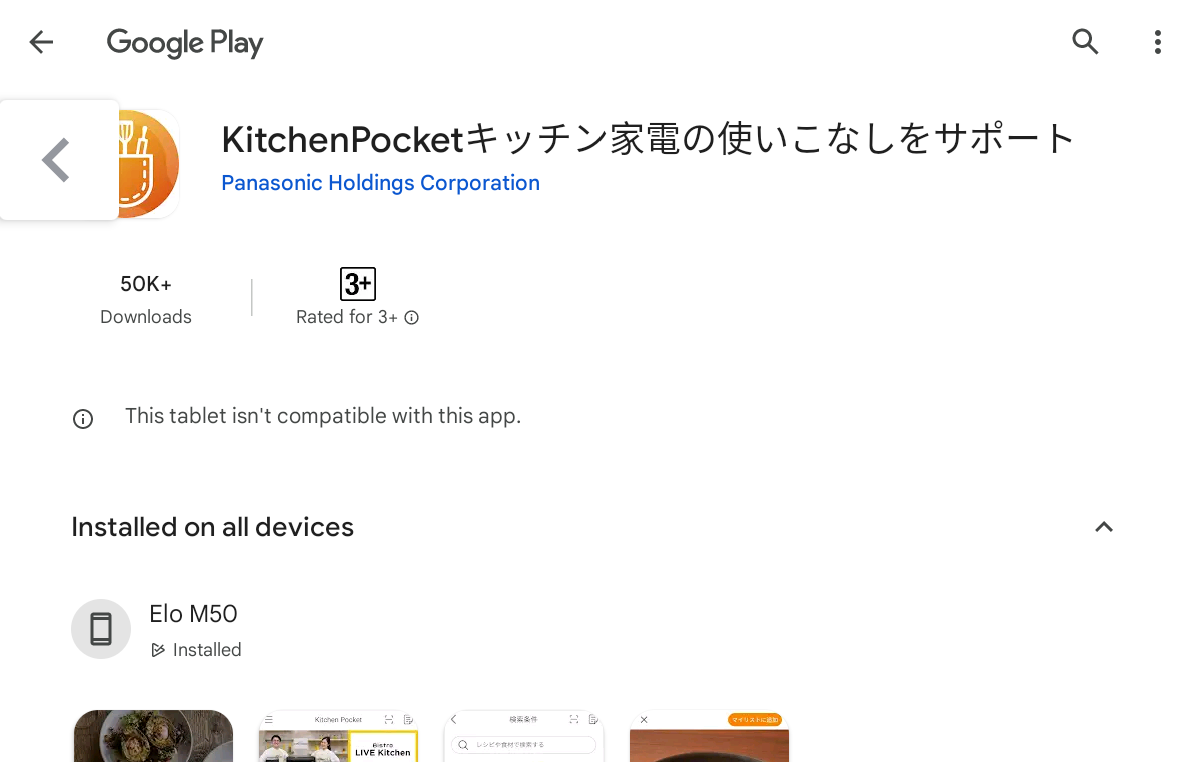 Google Play
KitchenPocketキッチン家電の使いこなしをサポート
Panasonic Holdings Corporation
50K+
Downloads
3+
Rated for 3+
This tablet isn't compatible with this app.
Installed on all devices
Elo M50
Installed
Kitchen Pocket
Bistro
LIVE Kitchen
検索条件
レシピや食材で検索する
マイリストに追加